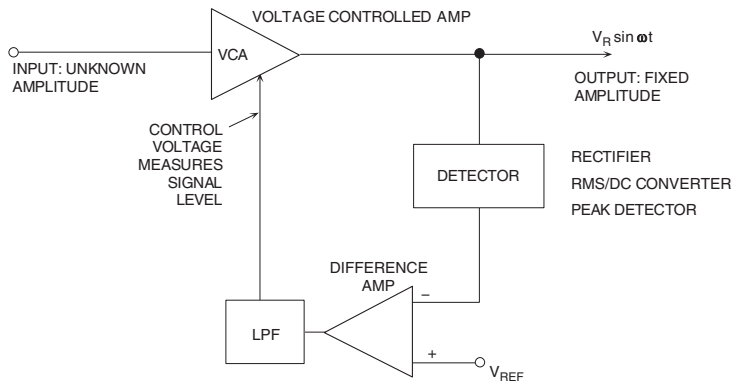 VOLTAGE CONTROLLED AMP
V_R sin ωt
VCA
INPUT: UNKNOWN
AMPLITUDE
OUTPUT: FIXED
AMPLITUDE
CONTROL
VOLTAGE
MEASURES
SIGNAL
LEVEL
DETECTOR
RECTIFIER
RMS/DC CONVERTER
PEAK DETECTOR
DIFFERENCE
AMP
–
LPF
+
V_REF